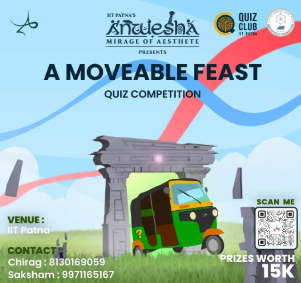 IIT PATNA'S
ANWESHA
MIRAGE OF AESTHETE
PRESENTS
QUIZ
CLUB
IIT PATNA
A MOVEABLE FEAST
QUIZ COMPETITION
SCAN ME
VENUE :
IIT Patna
CONTACT :
Chirag : 8130169059
Saksham : 9971165167
PRIZES WORTH
15K